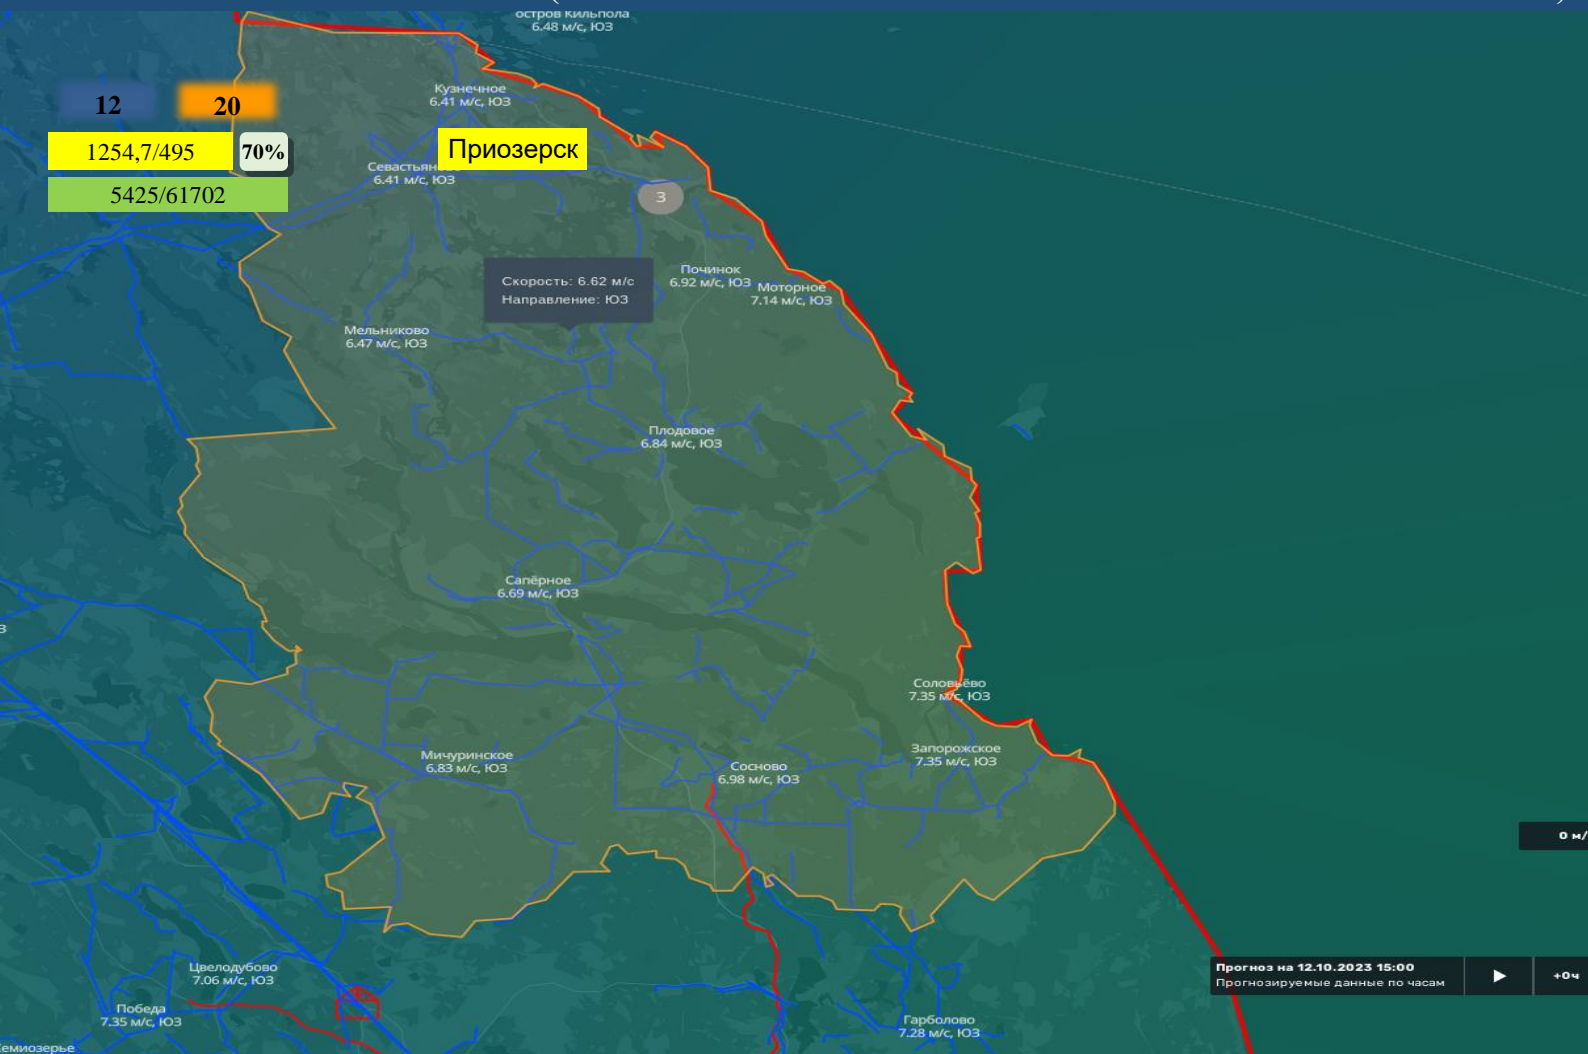 остров Кильпола
6.48 м/с, ЮЗ
Кузнечное
6.41 м/с, ЮЗ
12
20
1254,7/495
70%
5425/61702
Приозерск
6.41 м/с, ЮЗ
3
Скорость: 6.62 м/с
Направление: ЮЗ
Починок
6.92 м/с, ЮЗ
Моторное
7.14 м/с, ЮЗ
Мельниково
6.47 м/с, ЮЗ
Плодовое
6.84 м/с, ЮЗ
Сапёрное
6.69 м/с, ЮЗ
Соловьёво
7.35 м/с, ЮЗ
Запорожское
7.35 м/с, ЮЗ
Мичуринское
6.83 м/с, ЮЗ
Сосново
6.98 м/с, ЮЗ
0 м/
Цвелодубово
7.06 м/с, ЮЗ
Победа
7.35 м/с, ЮЗ
Гарболово
7.28 м/с, ЮЗ
Прогноз на 12.10.2023 15:00
Прогнозируемые данные по часам
+0ч